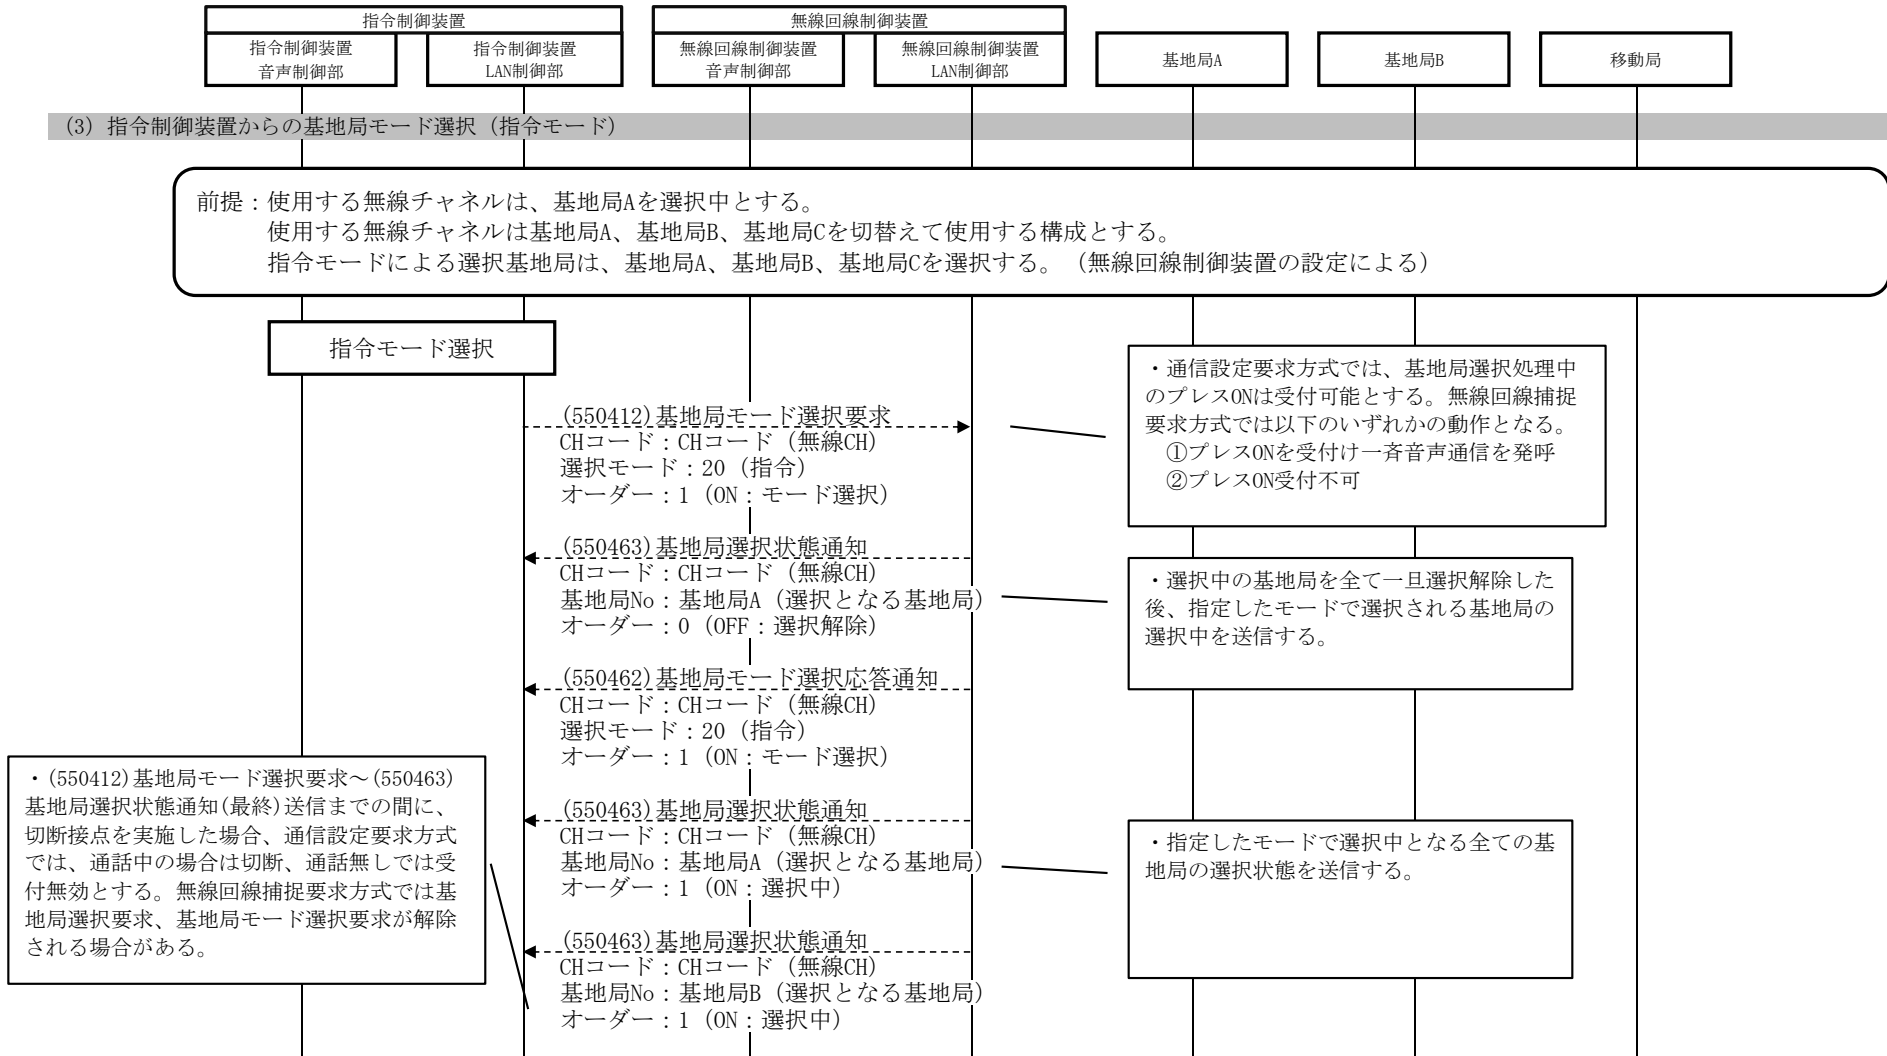 指令制御装置
無線回線制御装置
指令制御装置
音声制御部
指令制御装置
LAN制御部
無線回線制御装置
音声制御部
無線回線制御装置
LAN制御部
基地局A
基地局B
移動局
(3) 指令制御装置からの基地局モード選択（指令モード）
前提：使用する無線チャネルは、基地局Aを選択中とする。
使用する無線チャネルは基地局A、基地局B、基地局Cを切替えて使用する構成とする。
指令モードによる選択基地局は、基地局A、基地局B、基地局Cを選択する。（無線回線制御装置の設定による）
指令モード選択
・通信設定要求方式では、基地局選択処理中
のプレスONは受付可能とする。無線回線捕捉
要求方式では以下のいずれかの動作となる。
①プレスONを受付け一斉音声通信を発呼
②プレスON受付不可
(550412)基地局モード選択要求
CHコード：CHコード（無線CH）
選択モード：20（指令）
オーダー：1（ON：モード選択）
(550463)基地局選択状態通知
CHコード：CHコード（無線CH）
基地局No：基地局A（選択となる基地局）
オーダー：0（OFF：選択解除）
・選択中の基地局を全て一旦選択解除した
後、指定したモードで選択される基地局の
選択中を送信する。
(550462)基地局モード選択応答通知
CHコード：CHコード（無線CH）
選択モード：20（指令）
オーダー：1（ON：モード選択）
・(550412)基地局モード選択要求～(550463)
基地局選択状態通知(最終)送信までの間に、
切断接点を実施した場合、通信設定要求方式
では、通話中の場合は切断、通話無しでは受
付無効とする。無線回線捕捉要求方式では基
地局選択要求、基地局モード選択要求が解除
される場合がある。
(550463)基地局選択状態通知
CHコード：CHコード（無線CH）
基地局No：基地局A（選択となる基地局）
オーダー：1（ON：選択中）
・指定したモードで選択中となる全ての基
地局の選択状態を送信する。
(550463)基地局選択状態通知
CHコード：CHコード（無線CH）
基地局No：基地局B（選択となる基地局）
オーダー：1（ON：選択中）